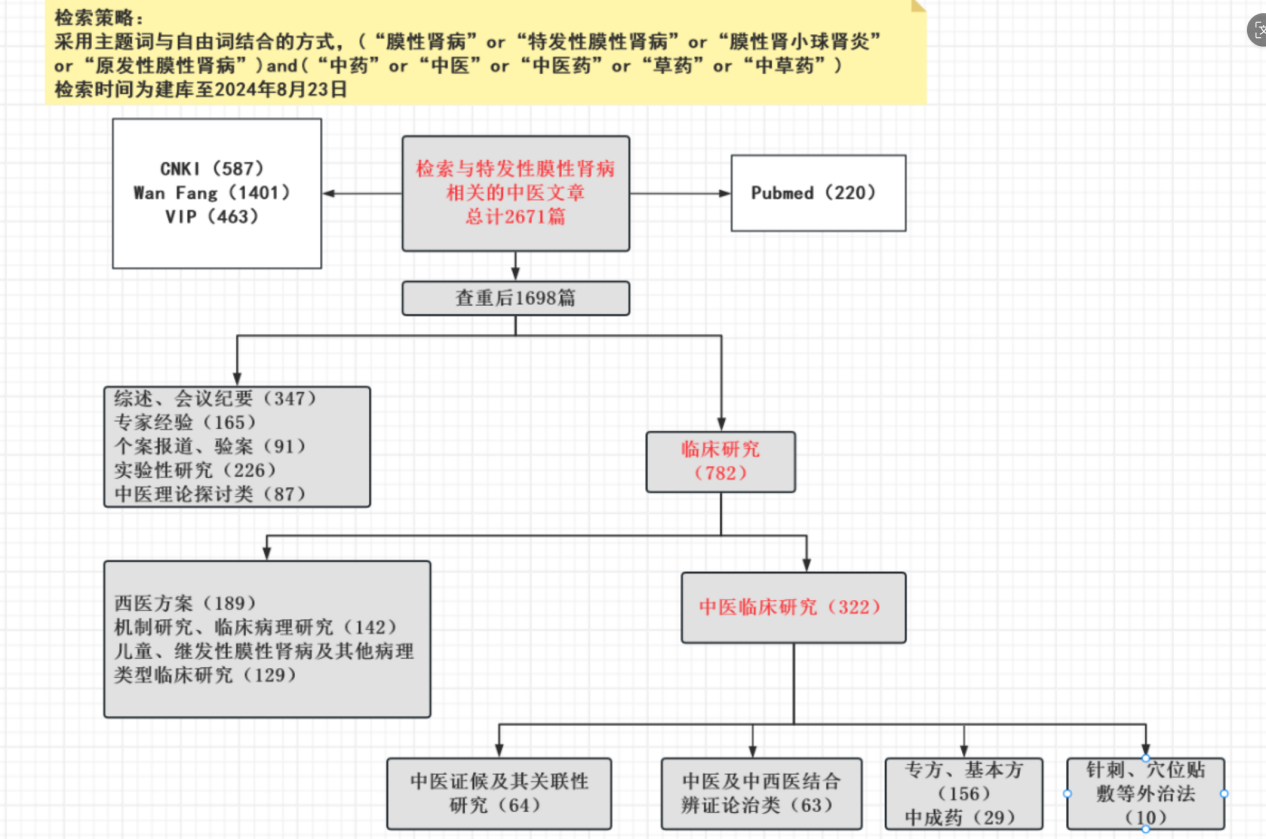 检索策略：
采用主题词与自由词结合的方式，（“膜性肾病”or“特发性膜性肾病”or“膜性肾小球肾炎”
or“原发性膜性肾病”)and(“中药”or“中医”or“中医药”or“草药”or“中草药”)
检索时间为建库至2024年8月23日
CNKI（587）
Wan Fang（1401）
VIP（463）
检索与特发性膜性肾病
相关的中医文章
总计2671篇
Pubmed（220）
查重后1698篇
综述、会议纪要（347）
专家经验（165）
个案报道、验案（91）
实验性研究（226）
中医理论探讨类（87）
临床研究
（782）
西医方案（189）
机制研究、临床病理研究（142）
儿童、继发性膜性肾病及其他病理
类型临床研究（129）
中医临床研究（322）
中医证候及其关联性
研究（64）
中医及中西医结合
辨证论治类（63）
专方、基本方
（156）
中成药（29）
针刺、穴位贴
敷等外治法
（10）